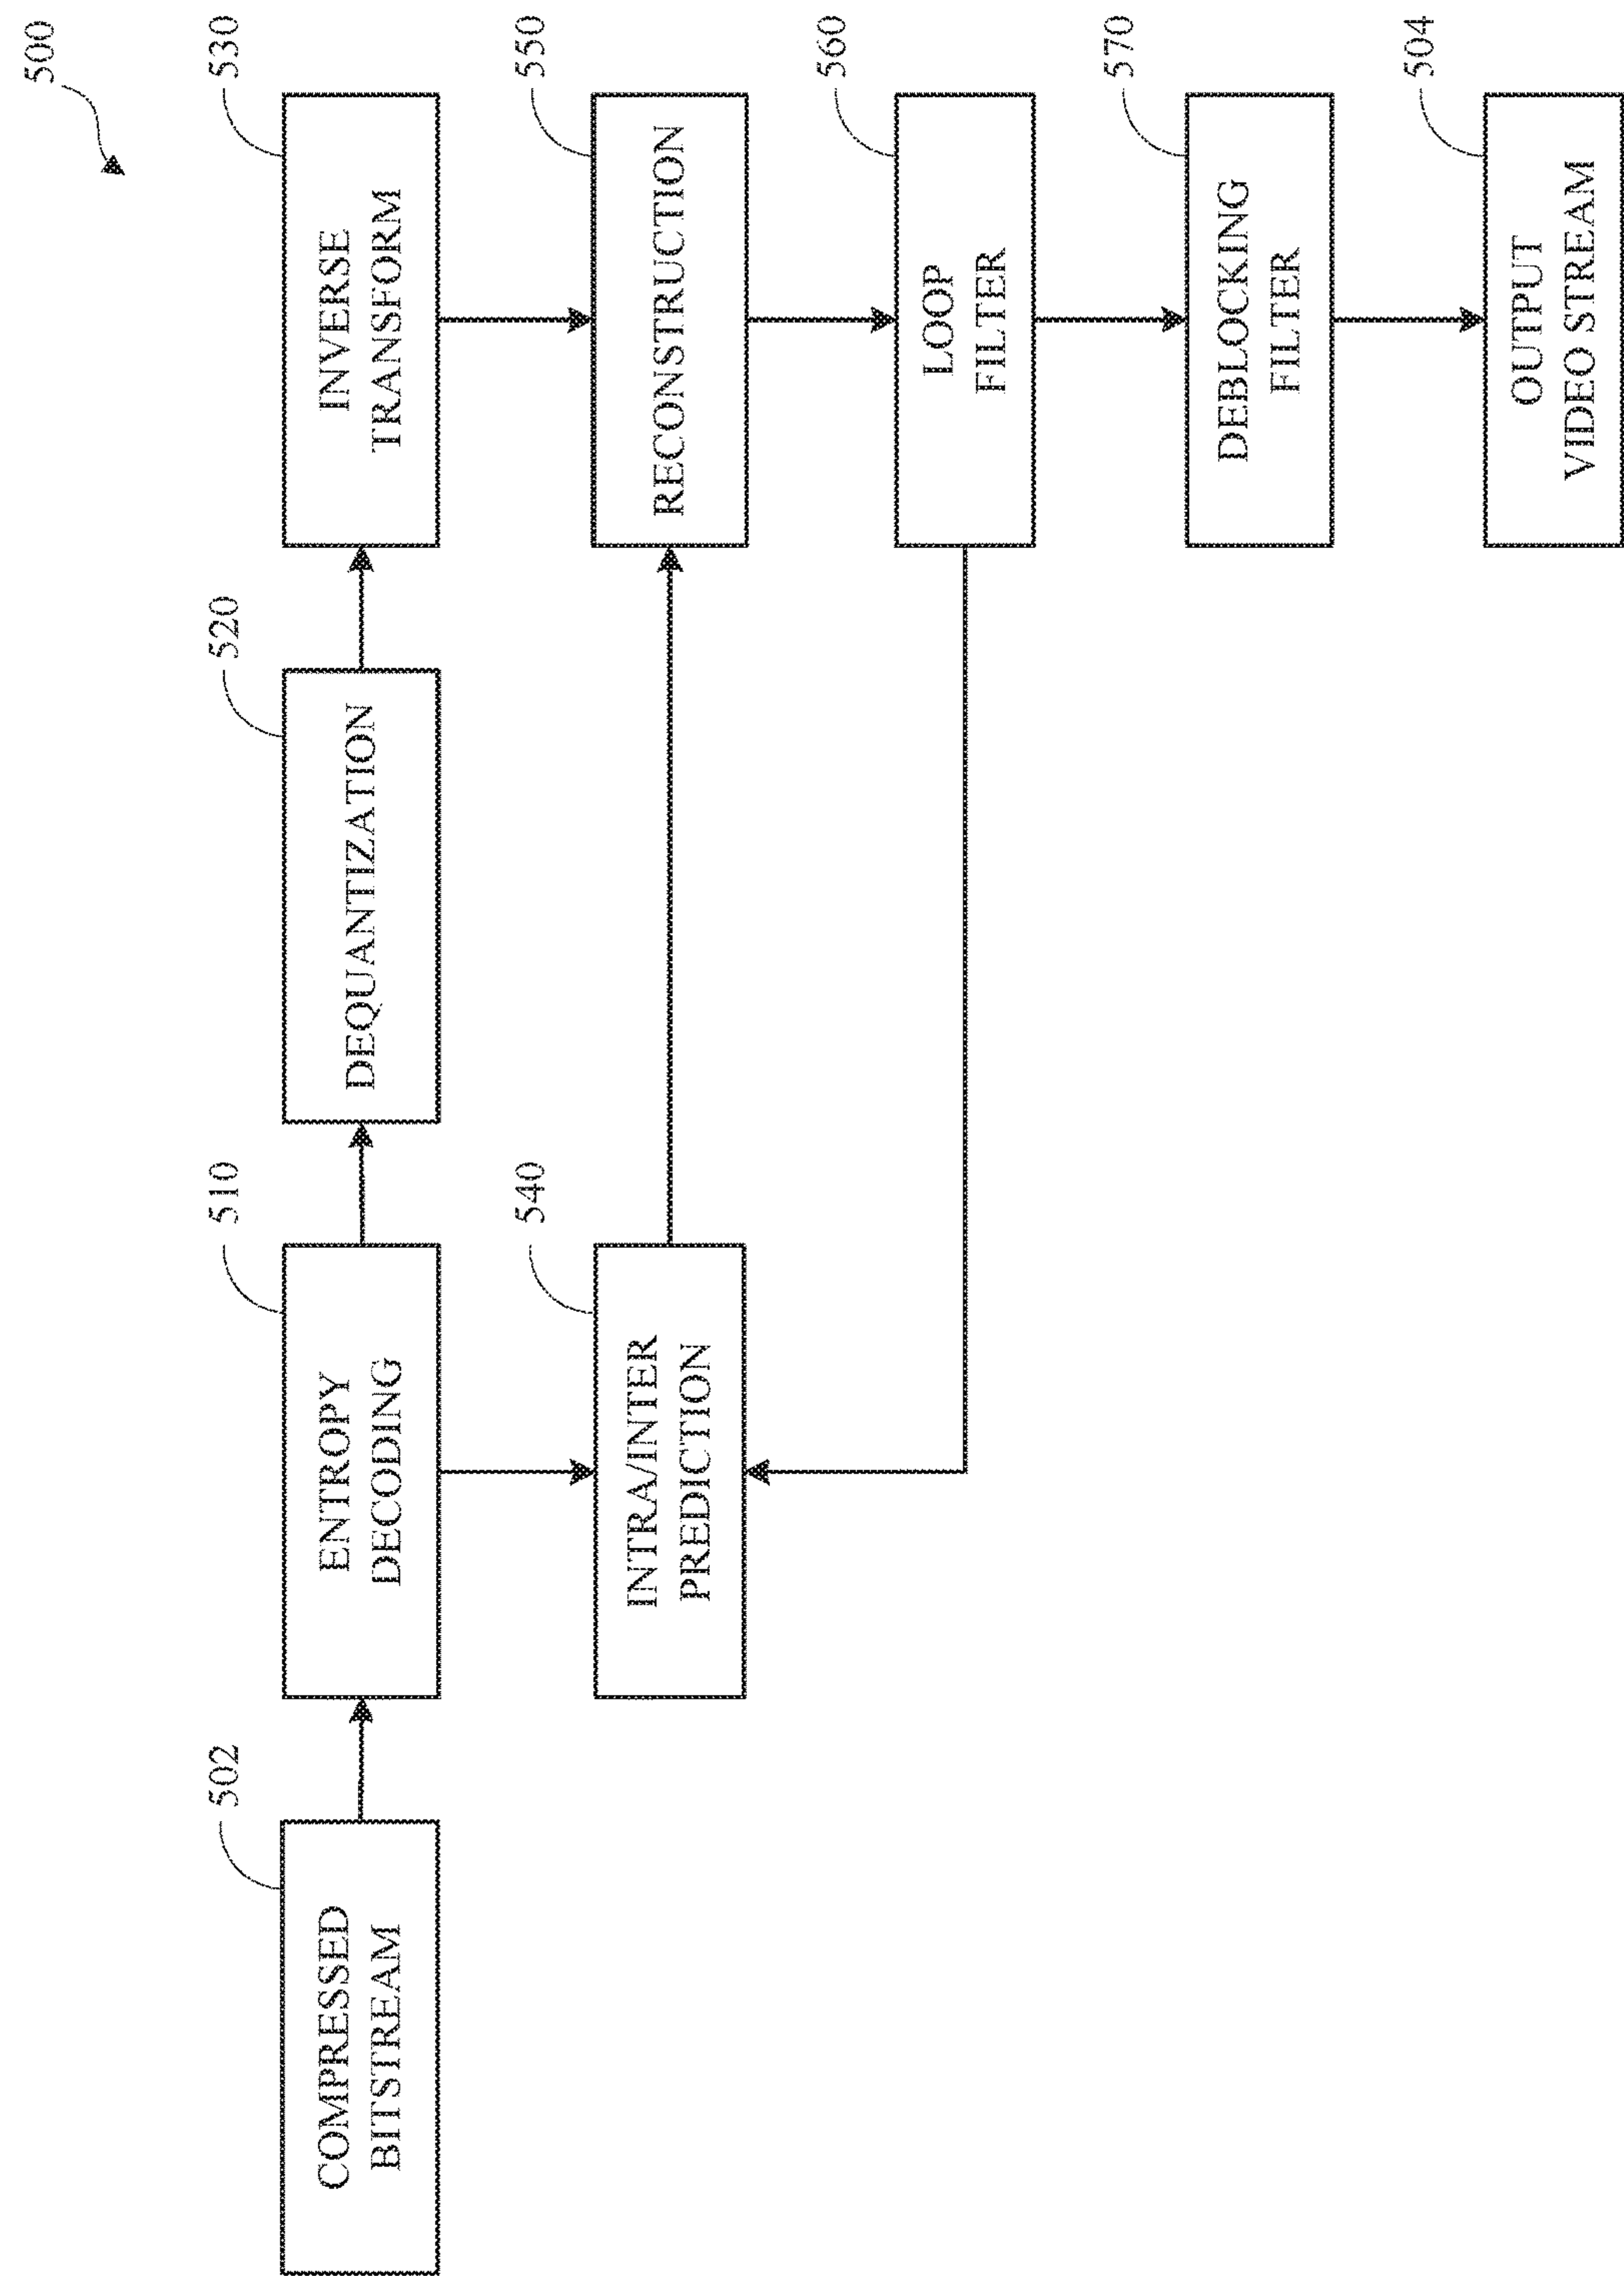 500
502
COMPRESSED
BITSTREAM
510
ENTROPY
DECODING
520
DEQUANTIZATION
530
INVERSE
TRANSFORM
540
INTRA/INTER
PREDICTION
550
RECONSTRUCTION
560
LOOP
FILTER
570
DEBLOCKING
FILTER
504
OUTPUT
VIDEO STREAM